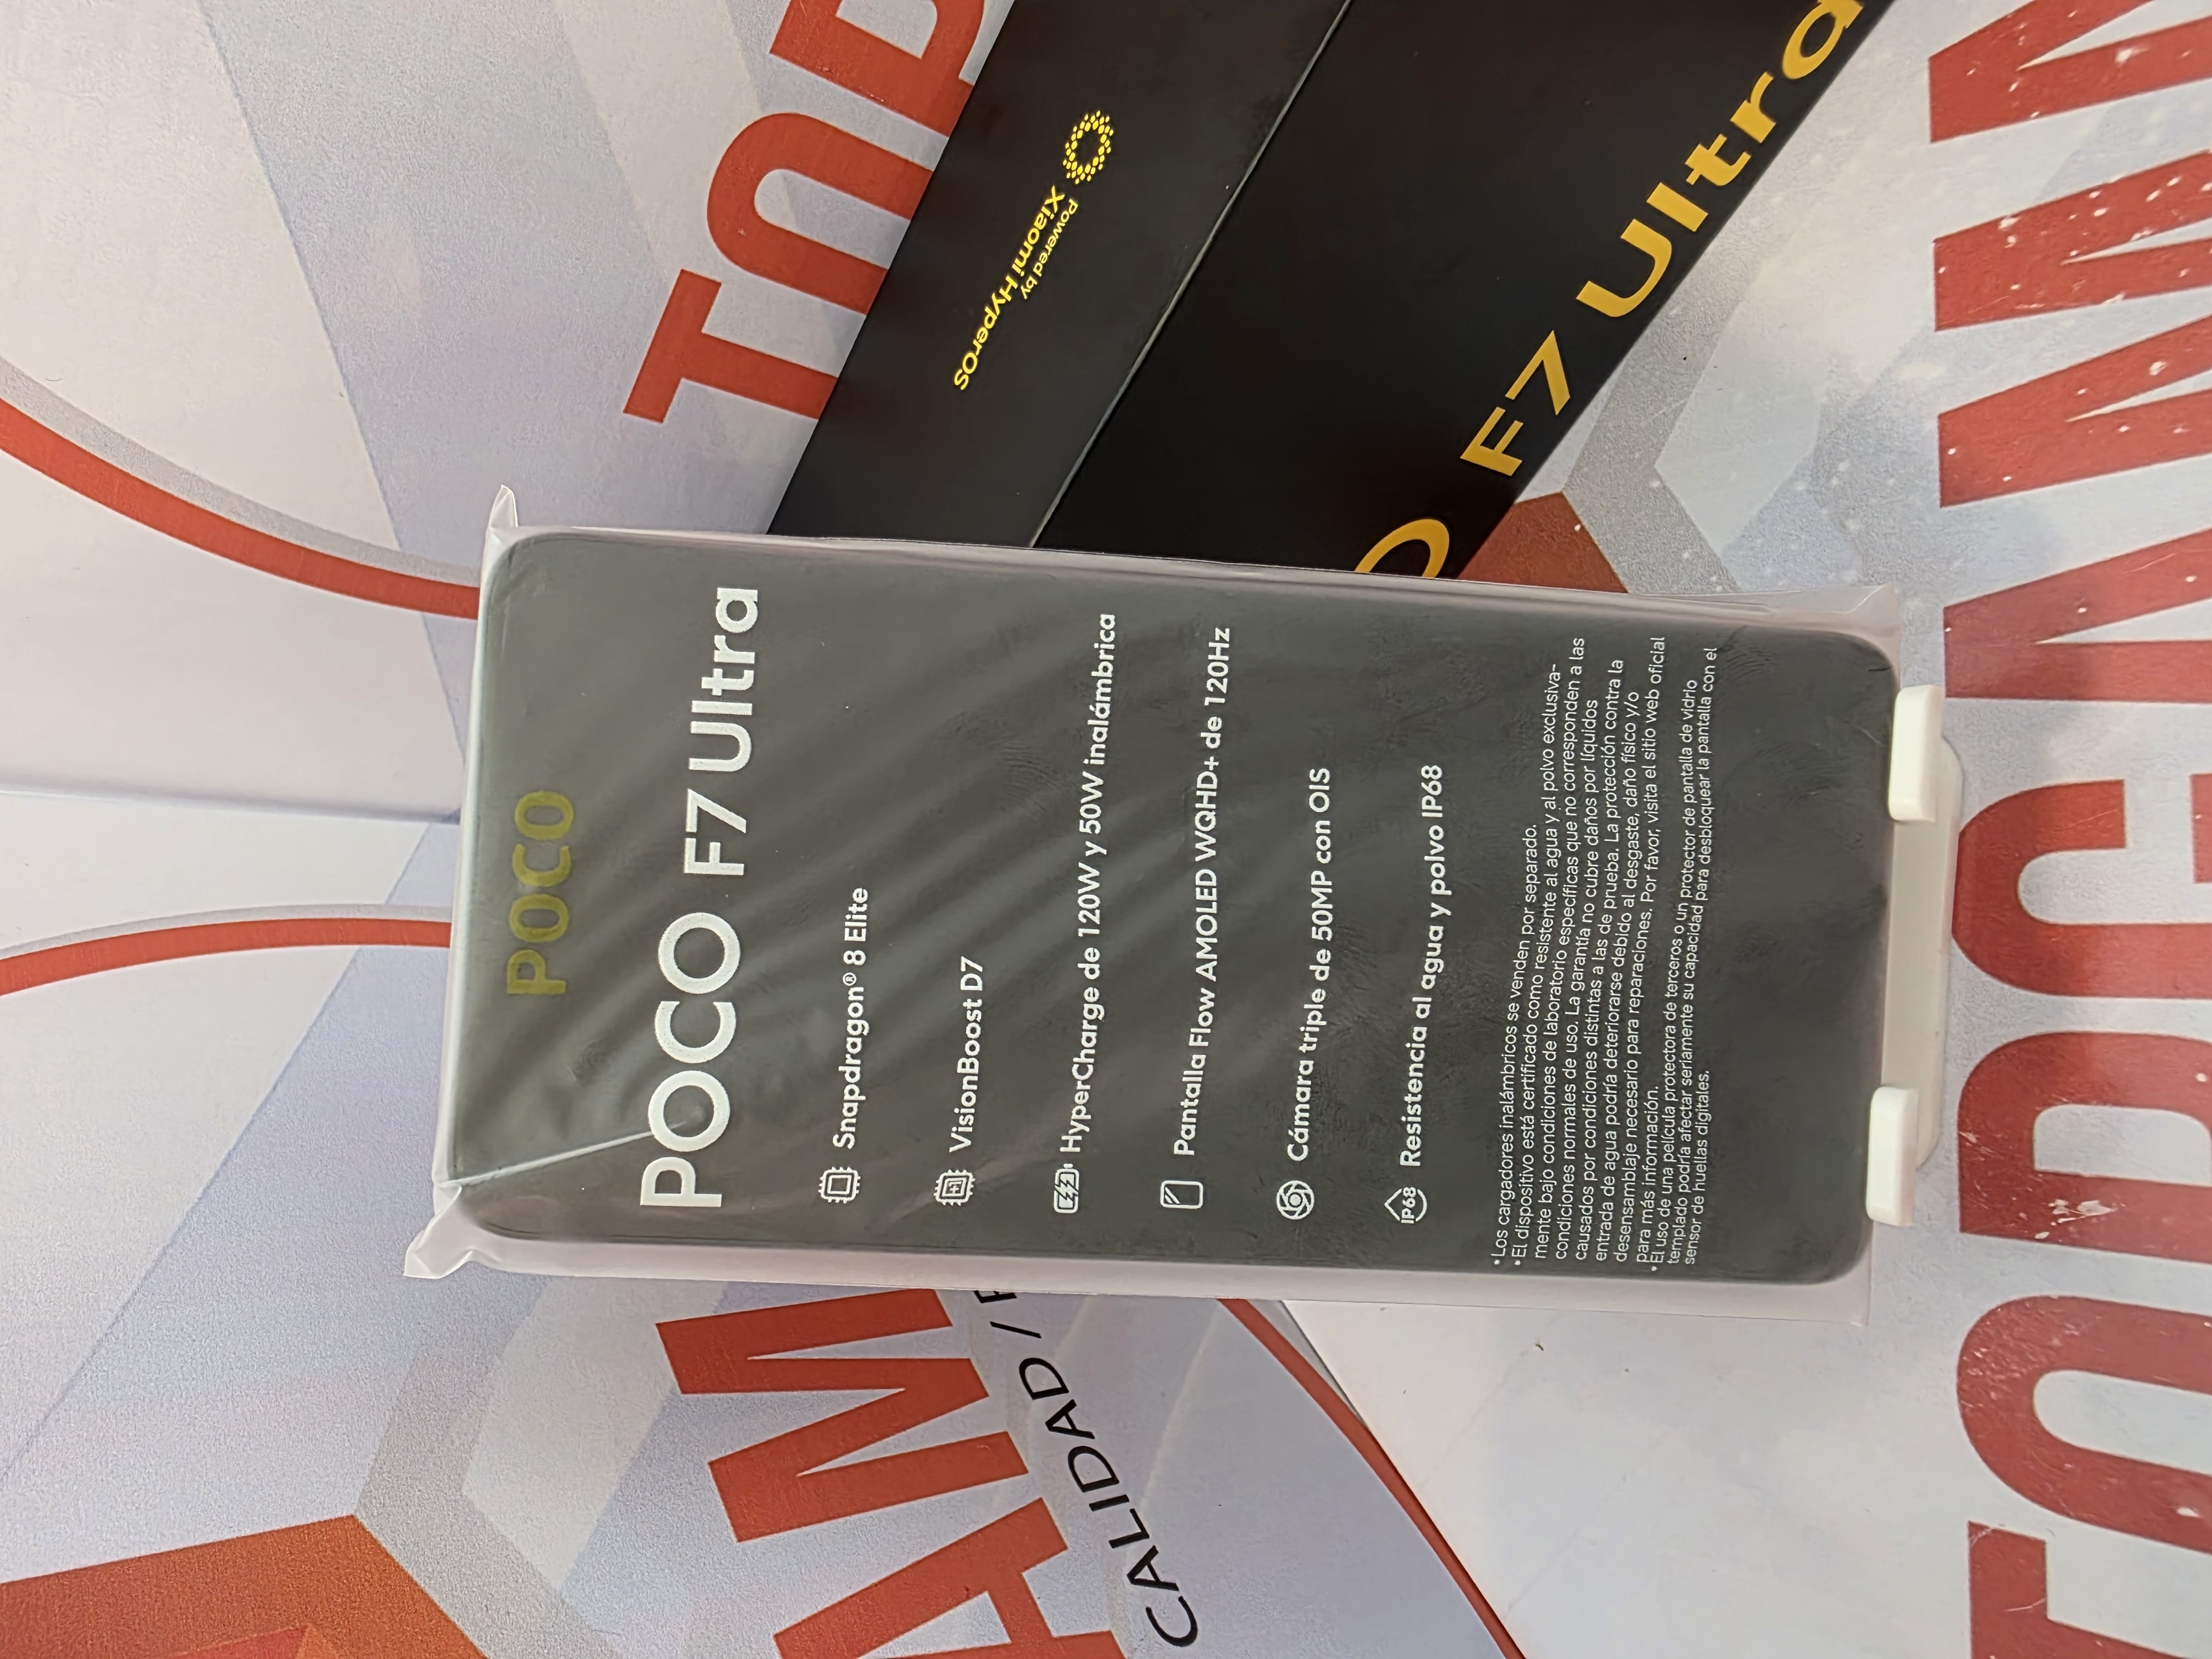 POCO
POCO F7 Ultra
Snapdragon® 8 Elite
VisionBoost D7
HyperCharge de 120W y 50W inalámbrica
Pantalla Flow AMOLED WQHD+ de 120Hz
Cámara triple de 50MP con OIS
IP68 Resistencia al agua y polvo IP68
• Los cargadores inalámbricos se venden por separado.
• El dispositivo está certificado como resistente al agua y al polvo exclusiva-
mente bajo condiciones de laboratorio específicas que no corresponden a las
condiciones normales de uso. La garantía no cubre daños por líquidos
causados por condiciones distintas a las de prueba. La protección contra la
entrada de agua podría deteriorarse debido al desgaste, daño físico y/o
desensamblaje necesario para reparaciones. Por favor, visita el sitio web oficial
para más información.
• El uso de una película protectora de terceros o un protector de pantalla de vidrio
templado podría afectar seriamente su capacidad para desbloquear la pantalla con el
sensor de huellas digitales.
Powered by
Xiaomi HyperOS
O F7 Ultra
CALIDAD /